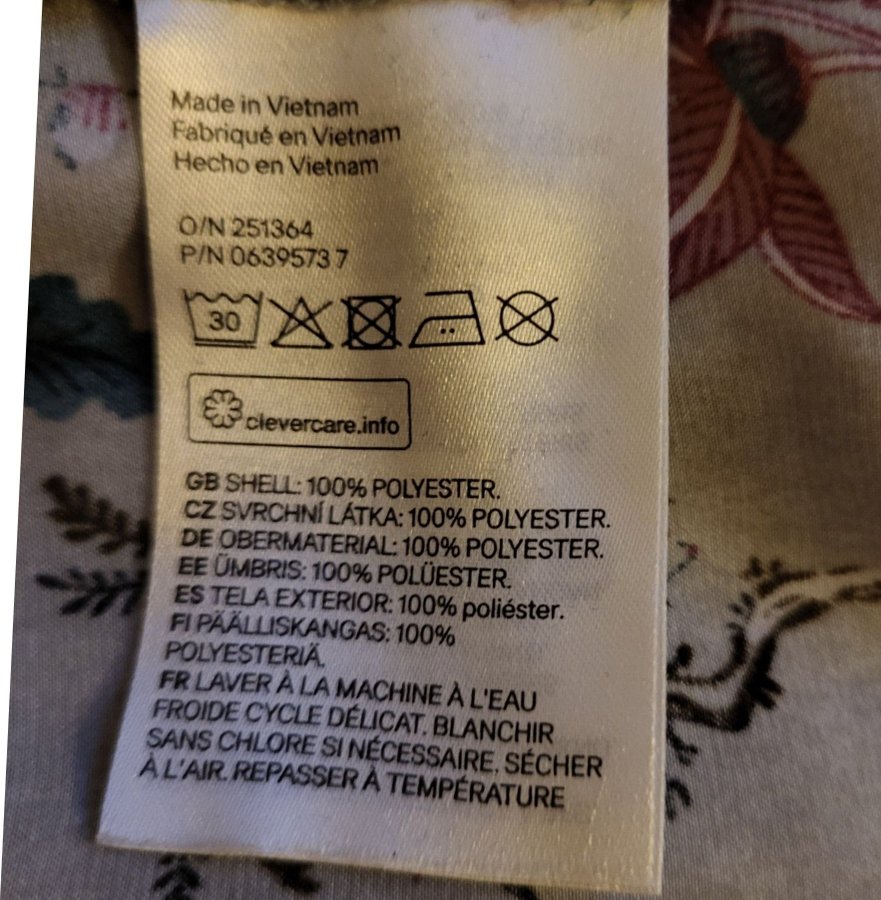 Made in Vietnam
Fabriqué en Vietnam
Hecho en Vietnam
O/N 251364
P/N 0639573 7
30
clevercare.info
GB SHELL: 100% POLYESTER.
CZ SVRCHNÍ LÁTKA: 100% POLYESTER.
DE OBERMATERIAL: 100% POLYESTER.
EE ÜMBRIS: 100% POLÜESTER.
ES TELA EXTERIOR: 100% poliéster.
FI PÄÄLLISKANGAS: 100%
POLYESTERIÄ.
FR LAVER À LA MACHINE À L'EAU
FROIDE CYCLE DÉLICAT. BLANCHIR
SANS CHLORE SI NÉCESSAIRE. SÉCHER
À L'AIR. REPASSER À TEMPÉRATURE